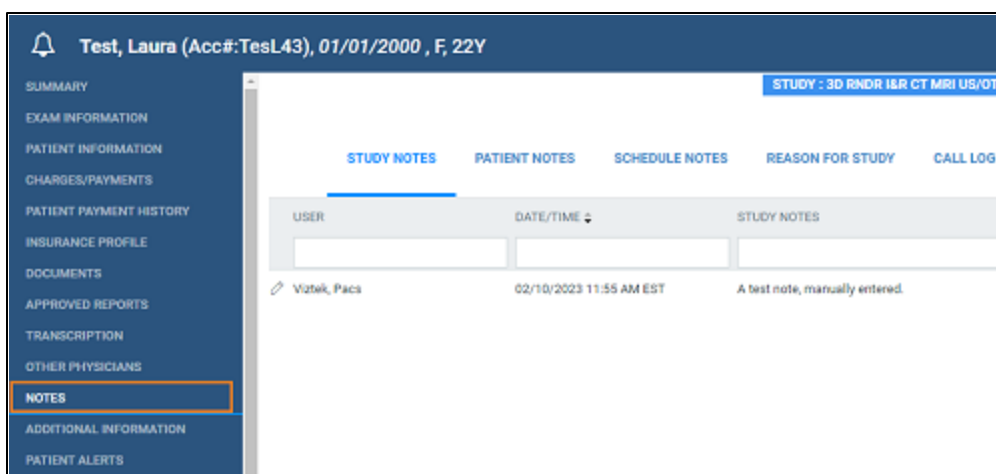 Test, Laura (Acc#:TesL43), 01/01/2000 , F, 22Y
STUDY : 3D RNDR I&R CT MRI US/OT
SUMMARY
EXAM INFORMATION
PATIENT INFORMATION
CHARGES/PAYMENTS
PATIENT PAYMENT HISTORY
INSURANCE PROFILE
DOCUMENTS
APPROVED REPORTS
TRANSCRIPTION
OTHER PHYSICIANS
NOTES
ADDITIONAL INFORMATION
PATIENT ALERTS
STUDY NOTES PATIENT NOTES SCHEDULE NOTES REASON FOR STUDY CALL LOG
USER DATE/TIME STUDY NOTES
Viztek, Pacs 02/10/2023 11:55 AM EST A test note, manually entered.